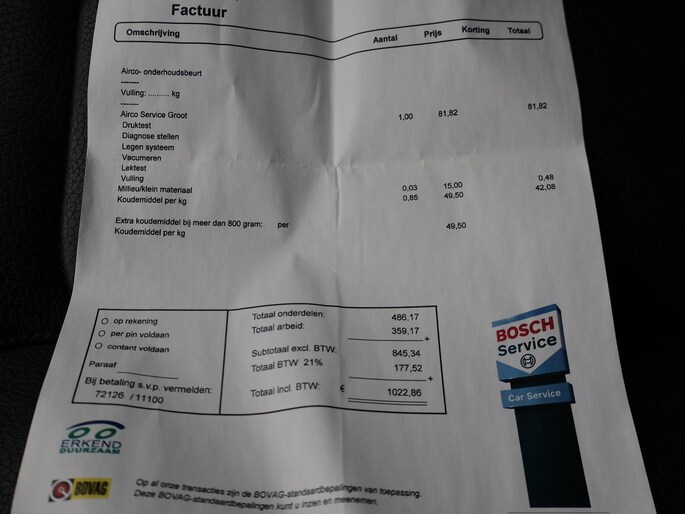 Factuur
Omschrijving Aantal Prijs Korting Totaal
Airco- onderhoudsbeurt
-------
Vulling: .......... kg
-------
Airco Service Groot 1,00 81,82 81,82
Druktest
Diagnose stellen
Legen systeem
Vacumeren
Lektest
Vulling
Milieu/klein materiaal 0,03 15,00 0,48
Koudemiddel per kg 0,85 49,50 42,08
Extra koudemiddel bij meer dan 800 gram: per
Koudemiddel per kg 49,50
op rekening
per pin voldaan
contant voldaan
Paraaf
Bij betaling s.v.p. vermelden:
72126 / 11100
Totaal onderdelen: 486,17
Totaal arbeid: 359,17
+
Subtotaal excl. BTW: 845,34
Totaal BTW 21% 177,52
+
Totaal incl. BTW: € 1022,86
BOSCH
Service
Car Service
ERKEND
DUURZAAM
BOVAG
Op al onze transacties zijn de BOVAG-standaardbepalingen van toepassing.
Deze BOVAG-standaardbepalingen kunt u inzien en meenemen.